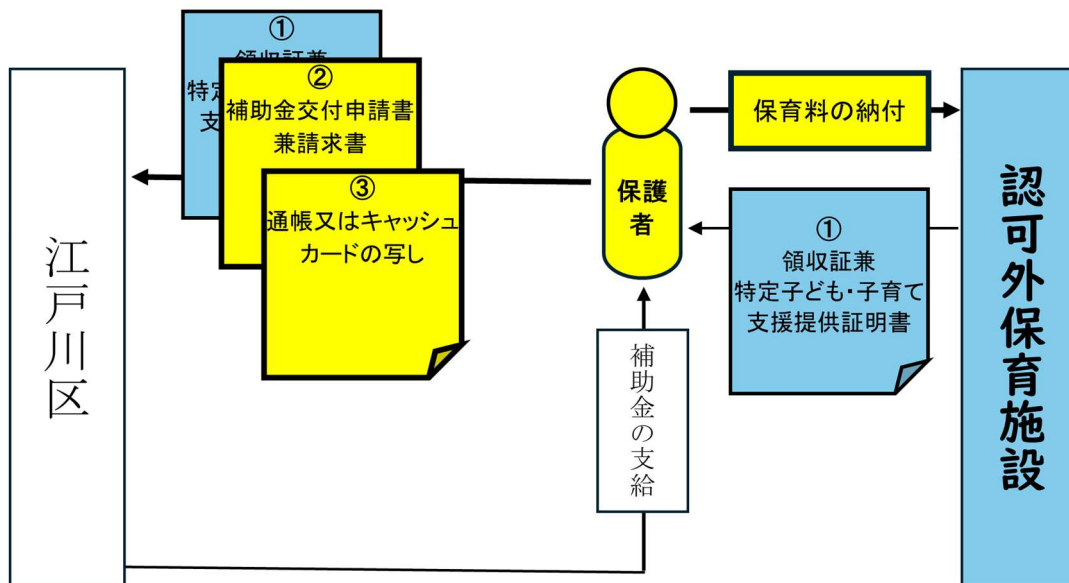 江戸川区
①
領収証兼
特定
支
②
補助金交付申請書
兼請求書
③
通帳又はキャッシュ
カードの写し
保護
者
保育料の納付
①
領収証兼
特定子ども・子育て
支援提供証明書
補助金の支給
認可外保育施設